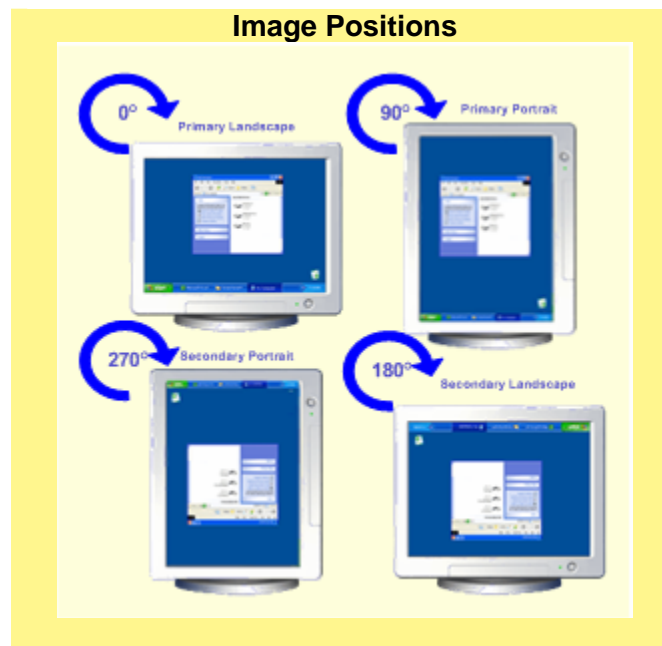 Image Positions
0°
Primary Landscape
90°
Primary Portrait
270°
Secondary Portrait
180°
Secondary Landscape